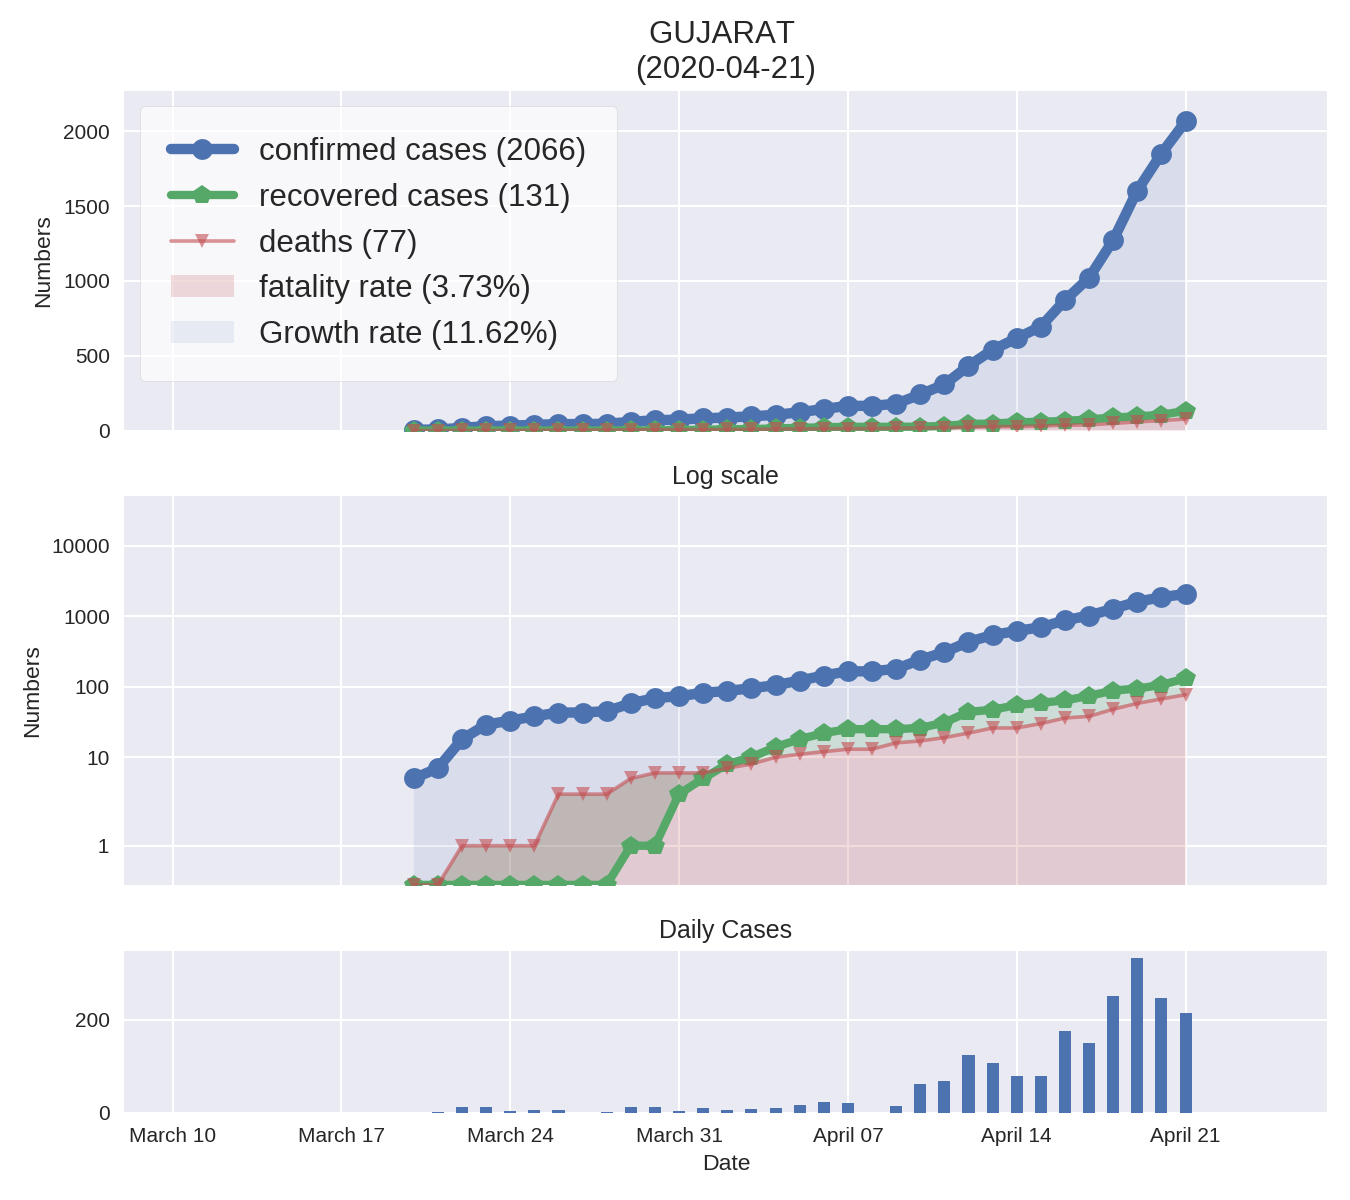 GUJARAT
(2020-04-21)
2000
1500
1000
500
0
Numbers
confirmed cases (2066)
recovered cases (131)
deaths (77)
fatality rate (3.73%)
Growth rate (11.62%)
Log scale
10000
1000
100
10
1
Numbers
Daily Cases
200
0
March 10 March 17 March 24 March 31 April 07 April 14 April 21
Date